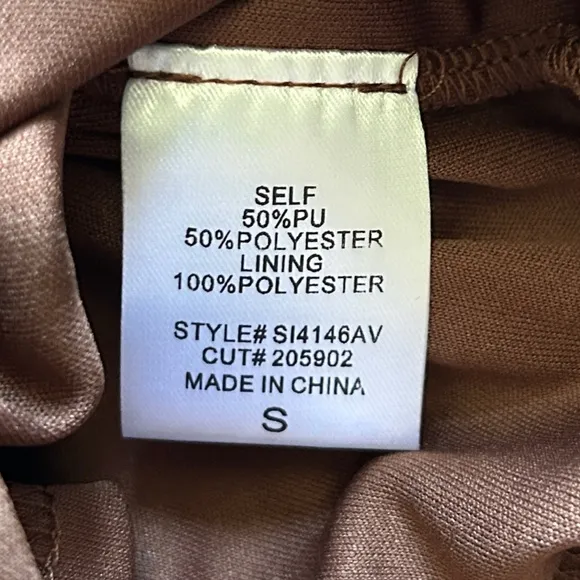 SELF
50%PU
50%POLYESTER
LINING
100%POLYESTER
STYLE# SI4146AV
CUT# 205902
MADE IN CHINA
S